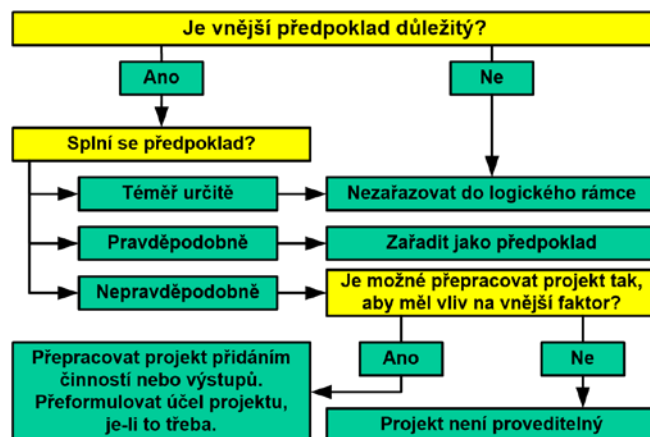 Je vnější předpoklad důležitý?
Ano
Ne
Splní se předpoklad?
Téměř určitě
Nezařazovat do logického rámce
Pravděpodobně
Zařadit jako předpoklad
Nepravděpodobně
Je možné přepracovat projekt tak,
aby měl vliv na vnější faktor?
Ano
Ne
Přepracovat projekt přidáním
činností nebo výstupů.
Přeformulovat účel projektu,
je-li to třeba.
Projekt není proveditelný